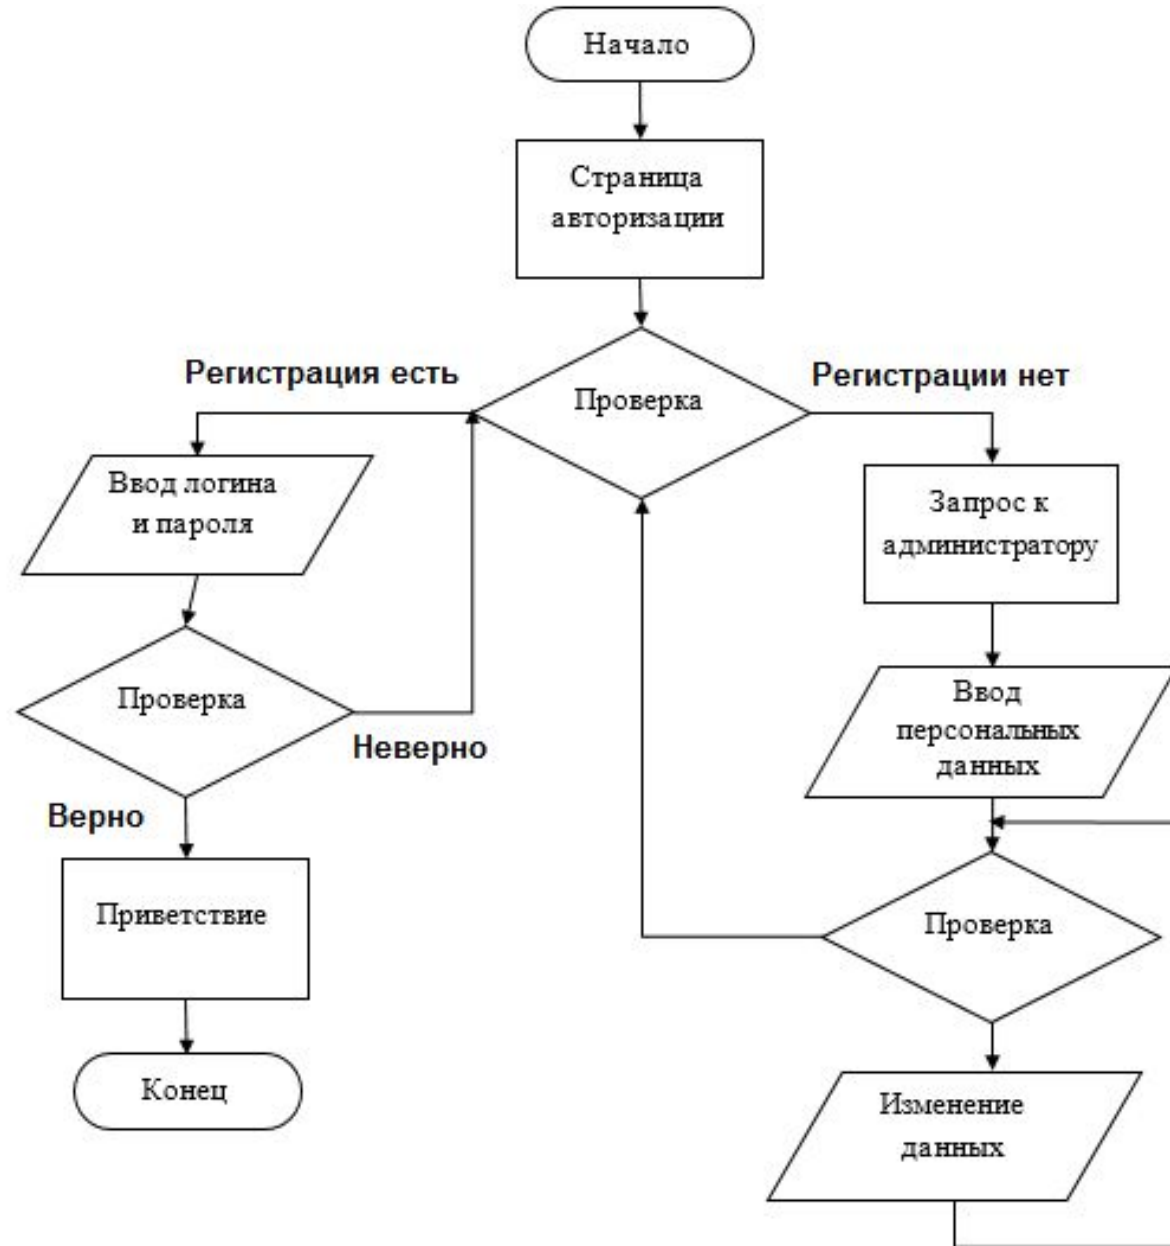 Начало
Страница
авторизации
Регистрация есть
Проверка
Регистрации нет
Ввод логина
и пароля
Запрос к
администратору
Проверка
Неверно
Верно
Ввод
персональных
данных
Приветствие
Проверка
Конец
Изменение
данных